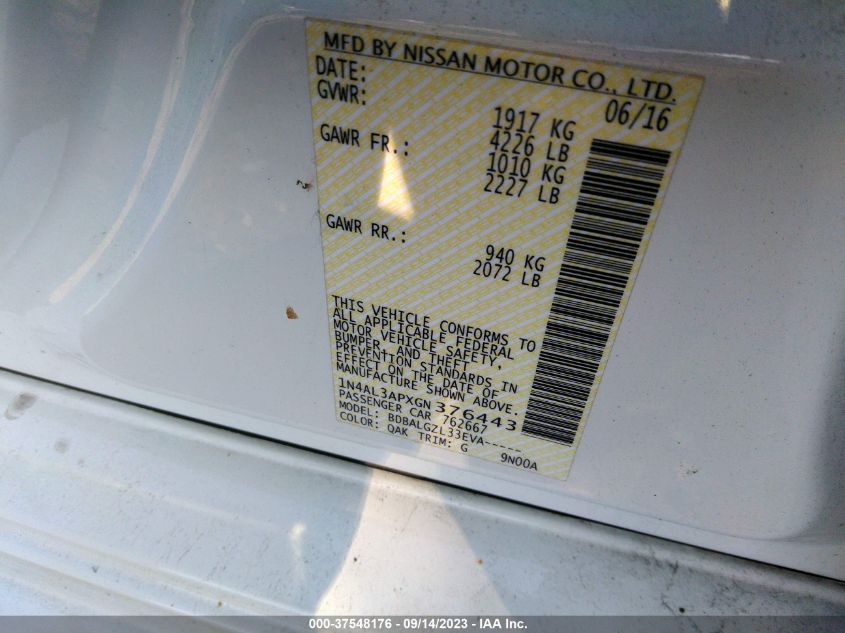 MFD BY NISSAN MOTOR CO., LTD.
DATE: 06/16
GVWR: 1917 KG
4226 LB
GAWR FR.: 1010 KG
2227 LB
GAWR RR.: 940 KG
2072 LB
THIS VEHICLE CONFORMS TO
ALL APPLICABLE FEDERAL
MOTOR VEHICLE SAFETY,
BUMPER, AND THEFT
PREVENTION STANDARDS IN
EFFECT ON THE DATE OF
MANUFACTURE SHOWN ABOVE.
1N4AL3APXGN376443
PASSENGER CAR 762667
MODEL: BDBALGZL33EVA-----
COLOR: QAK TRIM: G 9N00A
000-37548176 - 09/14/2023 - IAA Inc.